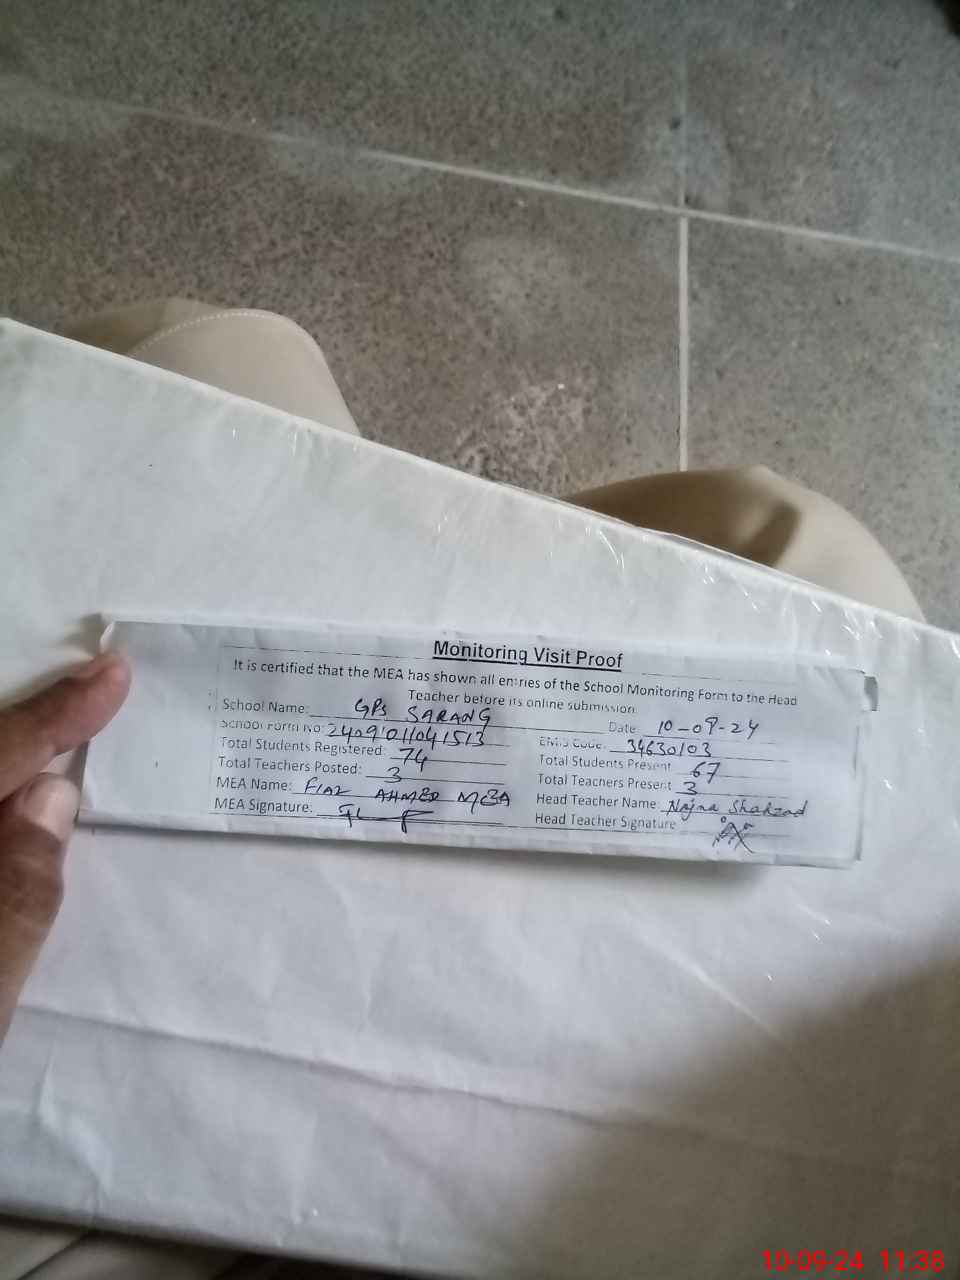 Monitoring Visit Proof
It is certified that the MEA has shown all entries of the School Monitoring Form to the Head
Teacher before its online submission.
School Name: GPS SARANG Date 10-09-24
School Form No: 2409101041513 EMIS Code: 34630103
Total Students Registered: 74 Total Students Present 67
Total Teachers Posted: 3 Total Teachers Present 3
MEA Name: FIAZ AHMED MEA Head Teacher Name: Najma Shahzad
MEA Signature: Head Teacher Signature
10-09-24 11:38